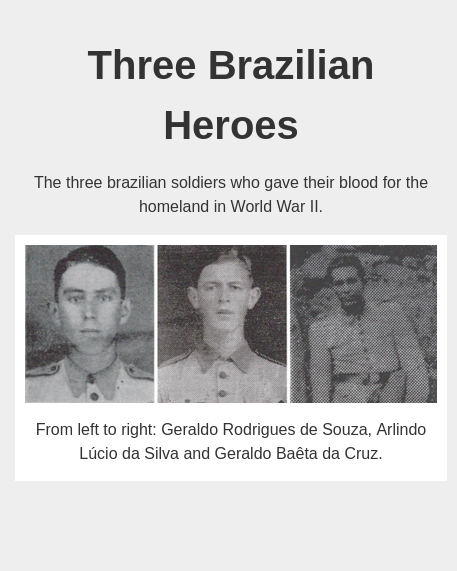 Three Brazilian
Heroes
The three brazilian soldiers who gave their blood for the
homeland in World War II.
From left to right: Geraldo Rodrigues de Souza, Arlindo
Lúcio da Silva and Geraldo Baêta da Cruz.